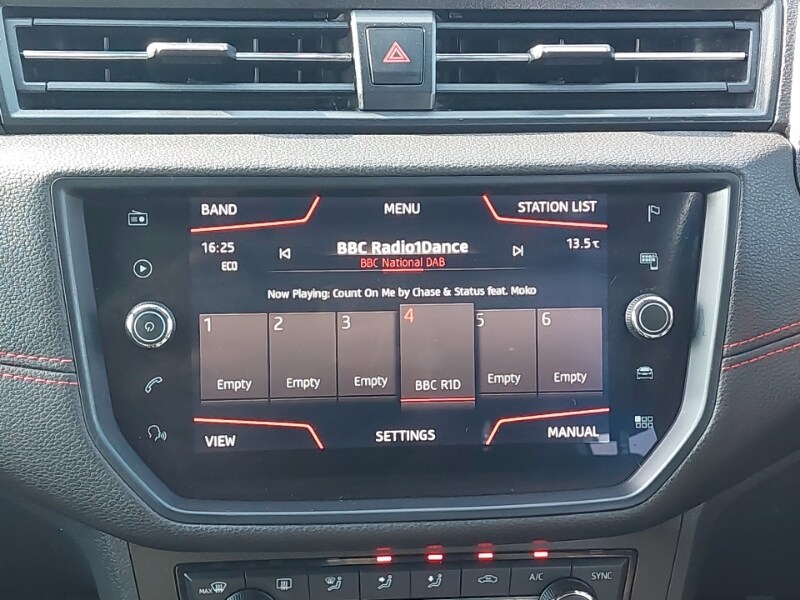 BAND MENU STATION LIST
16:25 BBC Radio1Dance 13.5℃
ECO BBC National DAB
Now Playing: Count On Me by Chase & Status feat. Moko
1 2 3 4 5 6
Empty Empty Empty BBC R1D Empty Empty
VIEW SETTINGS MANUAL
MAX A/C SYNC